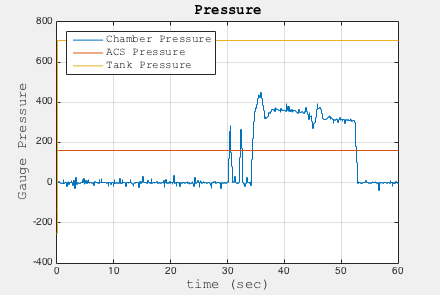 Pressure
800
600
400
200
0
-200
-400
Gauge Pressure
Chamber Pressure
ACS Pressure
Tank Pressure
0 10 20 30 40 50 60
time (sec)